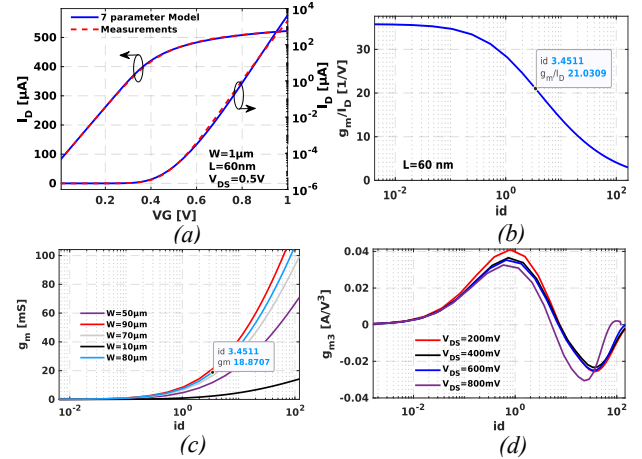 7 parameter Model
Measurements
I_D [µA]
500
400
300
200
100
0
10^4
10^2
10^0
10^-2
10^-4
10^-6
I_D [µA]
W=1µm
L=60nm
V_DS=0.5V
0.2 0.4 0.6 0.8 1
VG [V]
(a)
g_m/I_D [1/V]
30
20
10
0
id 3.4511
g_m/I_D 21.0309
L=60 nm
10^-2 10^0 10^2
id
(b)
g_m [mS]
100
80
60
40
20
0
W=50µm
W=90µm
W=70µm
W=10µm
W=80µm
id 3.4511
gm 18.8707
10^-2 10^0 10^2
id
(c)
g_m3 [A/V^3]
0.04
0.02
0
-0.02
-0.04
V_DS=200mV
V_DS=400mV
V_DS=600mV
V_DS=800mV
10^-2 10^0 10^2
id
(d)